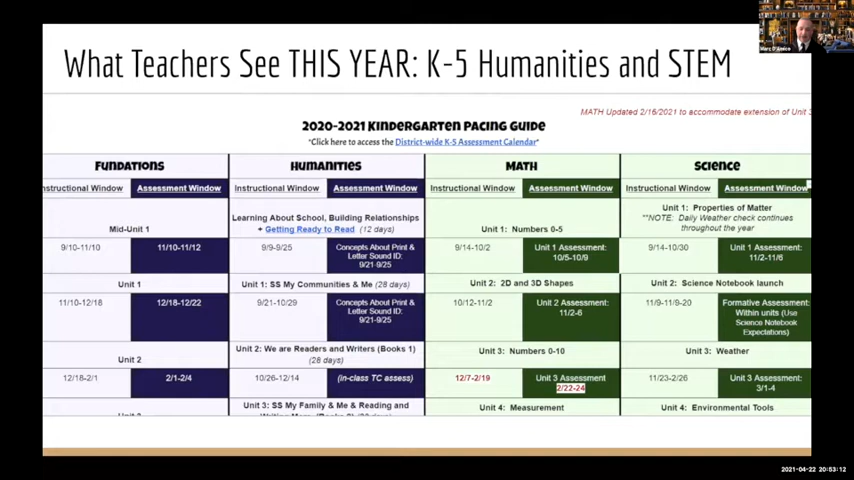 Marc D'Amico
What Teachers See THIS YEAR: K-5 Humanities and STEM
MATH Updated 2/16/2021 to accommodate extension of Unit 3
2020-2021 Kindergarten Pacing Guide
*Click here to access the District-wide K-5 Assessment Calendar*
Fundations Humanities Math Science
Instructional Window Assessment Window Instructional Window Assessment Window Instructional Window Assessment Window Instructional Window Assessment Window
Mid-Unit 1
Learning About School, Building Relationships
+ Getting Ready to Read (12 days)
Unit 1: Numbers 0-5
Unit 1: Properties of Matter
**NOTE: Daily Weather check continues
throughout the year
9/10-11/10
11/10-11/12
9/9-9/25
Concepts About Print &
Letter Sound ID:
9/21-9/25
9/14-10/2
Unit 1 Assessment:
10/5-10/9
9/14-10/30
Unit 1 Assessment:
11/2-11/6
Unit 1
Unit 1: SS My Communities & Me (28 days)
Unit 2: 2D and 3D Shapes
Unit 2: Science Notebook launch
11/10-12/18
12/18-12/22
9/21-10/29
Concepts About Print &
Letter Sound ID:
9/21-9/25
10/12-11/2
Unit 2 Assessment:
11/2-6
11/9-11/9-20
Formative Assessment:
Within units (Use
Science Notebook
Expectations)
Unit 2
Unit 2: We are Readers and Writers (Books 1)
(28 days)
Unit 3: Numbers 0-10
Unit 3: Weather
12/18-2/1
2/1-2/4
10/26-12/14
(in-class TC assess)
12/7-2/19
Unit 3 Assessment
2/22-24
11/23-2/26
Unit 3 Assessment:
3/1-4
Unit 3: SS My Family & Me & Reading and
Unit 4: Measurement
Unit 4: Environmental Tools
2021-04-22 20:53:12